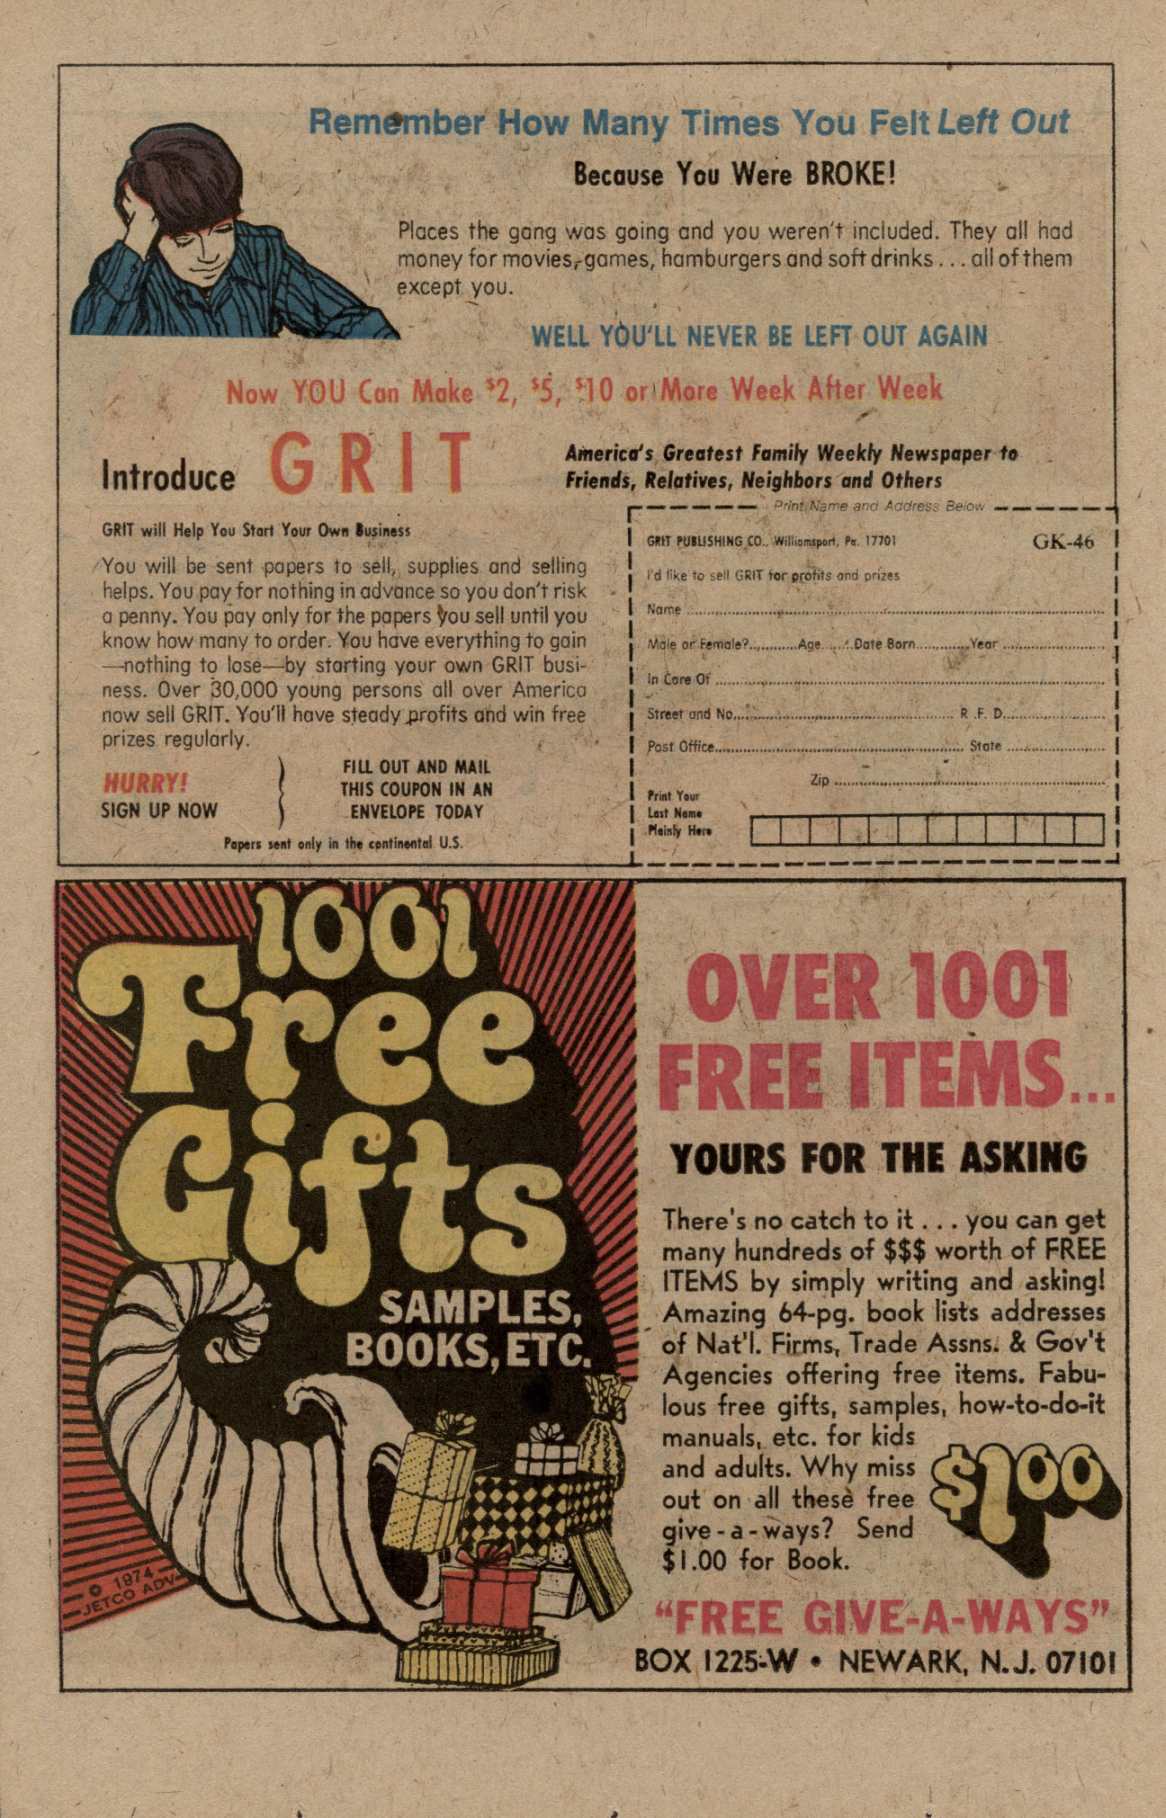 Remember How Many Times You Felt Left Out
Because You Were BROKE!
Places the gang was going and you weren't included. They all had
money for movies, games, hamburgers and soft drinks . . . all of them
except you.
WELL YOU'LL NEVER BE LEFT OUT AGAIN
Now YOU Can Make $2, $5, $10 or More Week After Week
Introduce GRIT
America's Greatest Family Weekly Newspaper to
Friends, Relatives, Neighbors and Others
GRIT will Help You Start Your Own Business
You will be sent papers to sell, supplies and selling
helps. You pay for nothing in advance so you don't risk
a penny. You pay only for the papers you sell until you
know how many to order. You have everything to gain
—nothing to lose—by starting your own GRIT busi-
ness. Over 30,000 young persons all over America
now sell GRIT. You'll have steady profits and win free
prizes regularly.
HURRY!
SIGN UP NOW
FILL OUT AND MAIL
THIS COUPON IN AN
ENVELOPE TODAY
Papers sent only in the continental U.S.
Print Name and Address Below
GRIT PUBLISHING CO., Williamsport, Pa. 17701 GK-46
I'd like to sell GRIT for profits and prizes
Name
Male or Female? Age Date Born Year
In Care Of
Street and No. R. F. D.
Post Office State
Zip
Print Your
Last Name
Plainly Here
1001
Free
Gifts
SAMPLES,
BOOKS, ETC.
© 1974
JETCO ADV
OVER 1001
FREE ITEMS...
YOURS FOR THE ASKING
There's no catch to it . . . you can get
many hundreds of $$$ worth of FREE
ITEMS by simply writing and asking!
Amazing 64-pg. book lists addresses
of Nat'l. Firms, Trade Assns. & Gov't
Agencies offering free items. Fabu-
lous free gifts, samples, how-to-do-it
manuals, etc. for kids
and adults. Why miss
out on all these free
give-a-ways? Send
$1.00 for Book.
$1.00
"FREE GIVE-A-WAYS"
BOX 1225-W • NEWARK, N.J. 07101